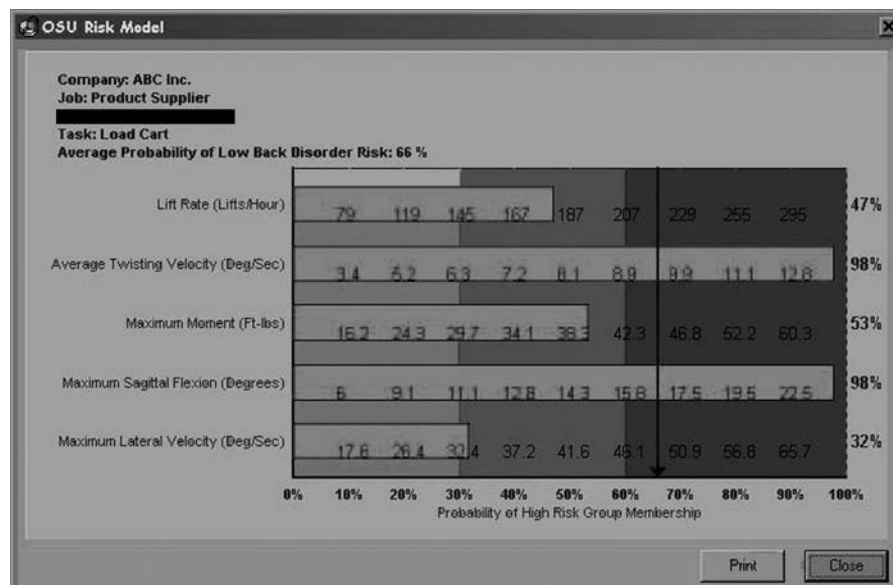 OSU Risk Model
Company: ABC Inc.
Job: Product Supplier
Task: Load Cart
Average Probability of Low Back Disorder Risk: 66 %
Lift Rate (Lifts/Hour) 79 119 145 167 187 207 229 255 295 47%
Average Twisting Velocity (Deg/Sec) 3.4 5.2 6.3 7.2 8.1 8.9 9.9 11.1 12.8 98%
Maximum Moment (Ft-lbs) 16.2 24.3 29.7 34.1 38.3 42.3 46.8 52.2 60.3 53%
Maximum Sagittal Flexion (Degrees) 6 9.1 11.1 12.8 14.3 15.8 17.5 19.5 22.5 98%
Maximum Lateral Velocity (Deg/Sec) 17.6 26.4 32.4 37.2 41.6 46.1 50.9 56.8 65.7 32%
0% 10% 20% 30% 40% 50% 60% 70% 80% 90% 100%
Probability of High Risk Group Membership
Print Close